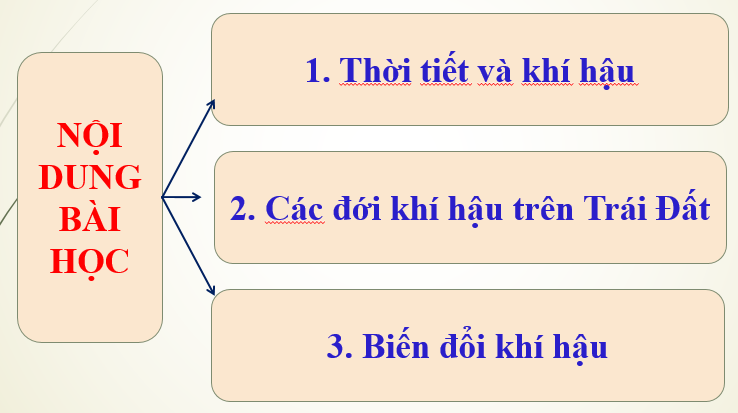 NỘI
DUNG
BÀI
HỌC
1. Thời tiết và khí hậu
2. Các đới khí hậu trên Trái Đất
3. Biến đổi khí hậu